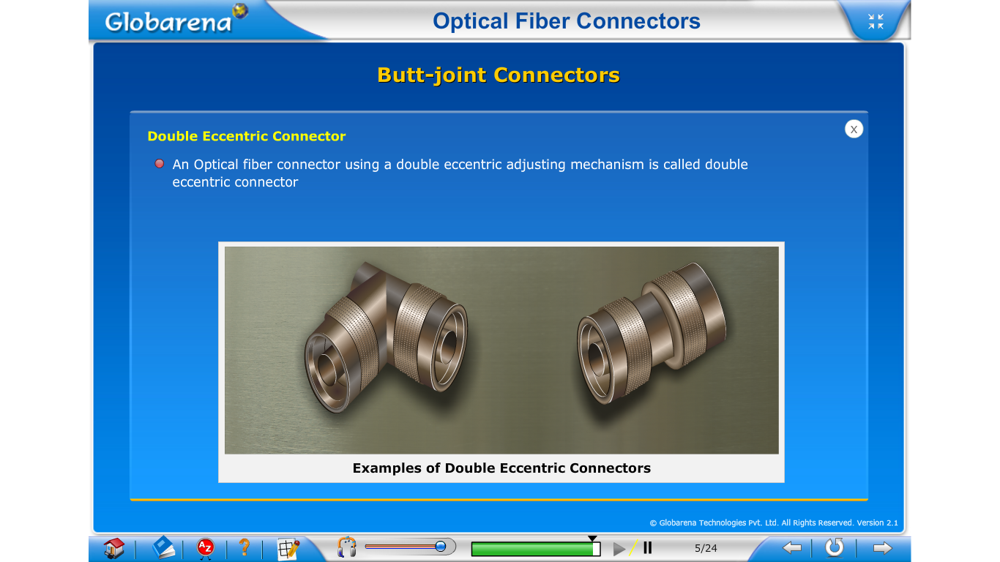 Globarena
Optical Fiber Connectors
Butt-joint Connectors
Double Eccentric Connector
X
An Optical fiber connector using a double eccentric adjusting mechanism is called double
eccentric connector
Examples of Double Eccentric Connectors
© Globarena Technologies Pvt. Ltd. All Rights Reserved. Version 2.1
AZ
?
5/24